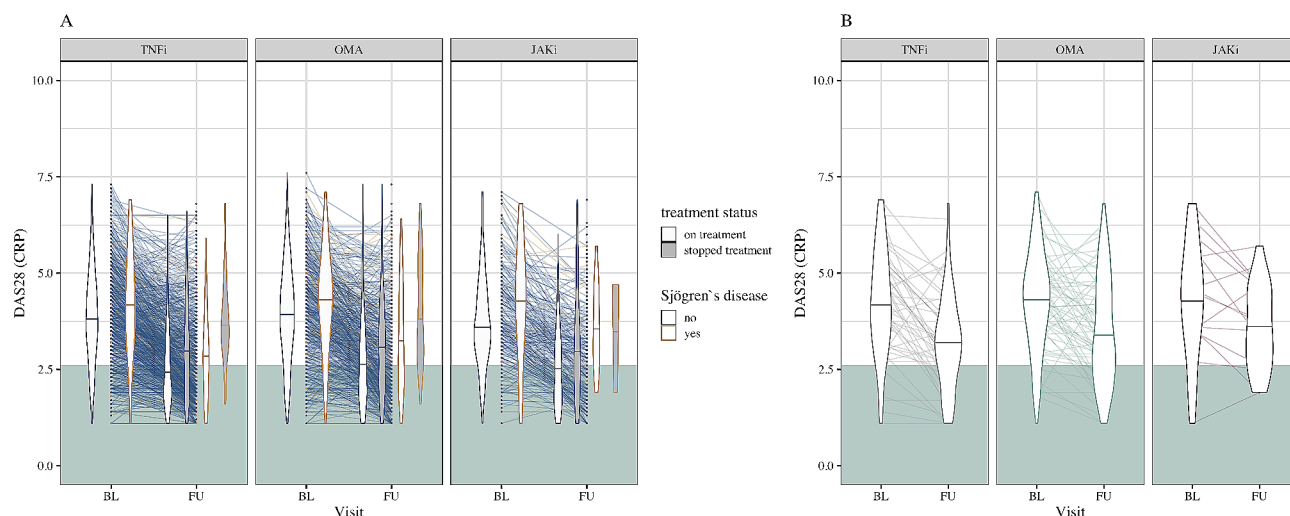 A
TNFi
OMA
JAKi
10.0
7.5
5.0
2.5
0.0
DAS28 (CRP)
BL
FU
BL
FU
BL
FU
Visit
treatment status
on treatment
stopped treatment
Sjögren`s disease
no
yes
B
TNFi
OMA
JAKi
10.0
7.5
5.0
2.5
0.0
DAS28 (CRP)
BL
FU
BL
FU
BL
FU
Visit